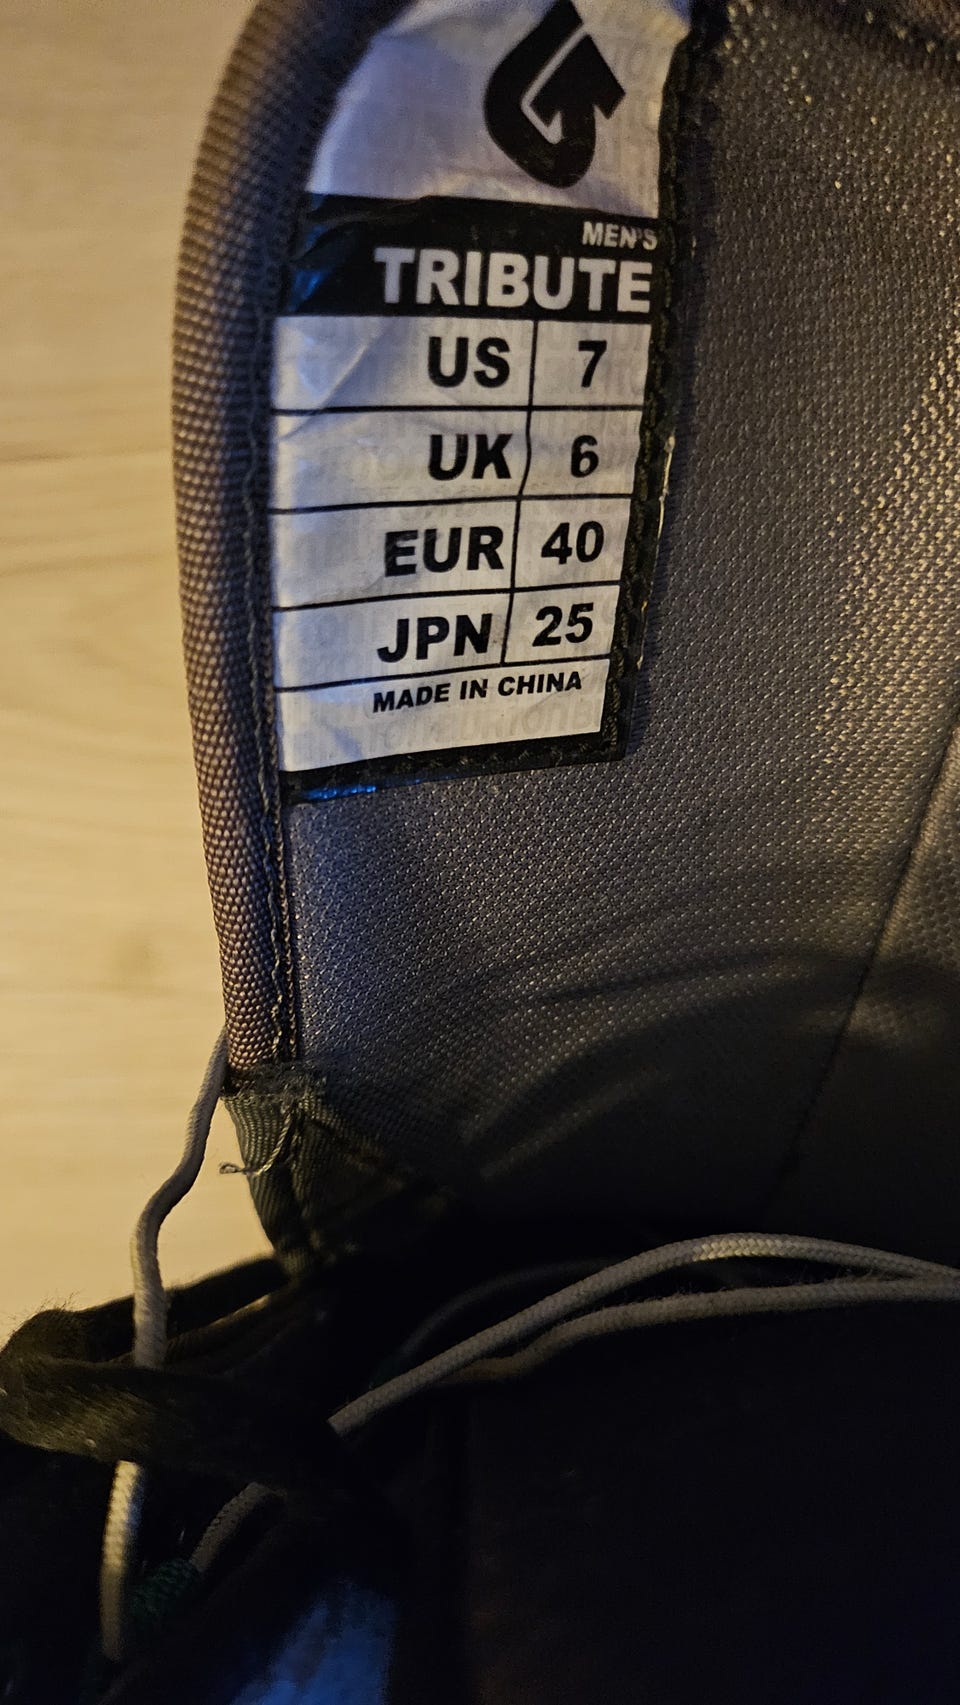 MEN'S
TRIBUTE
US 7
UK 6
EUR 40
JPN 25
MADE IN CHINA